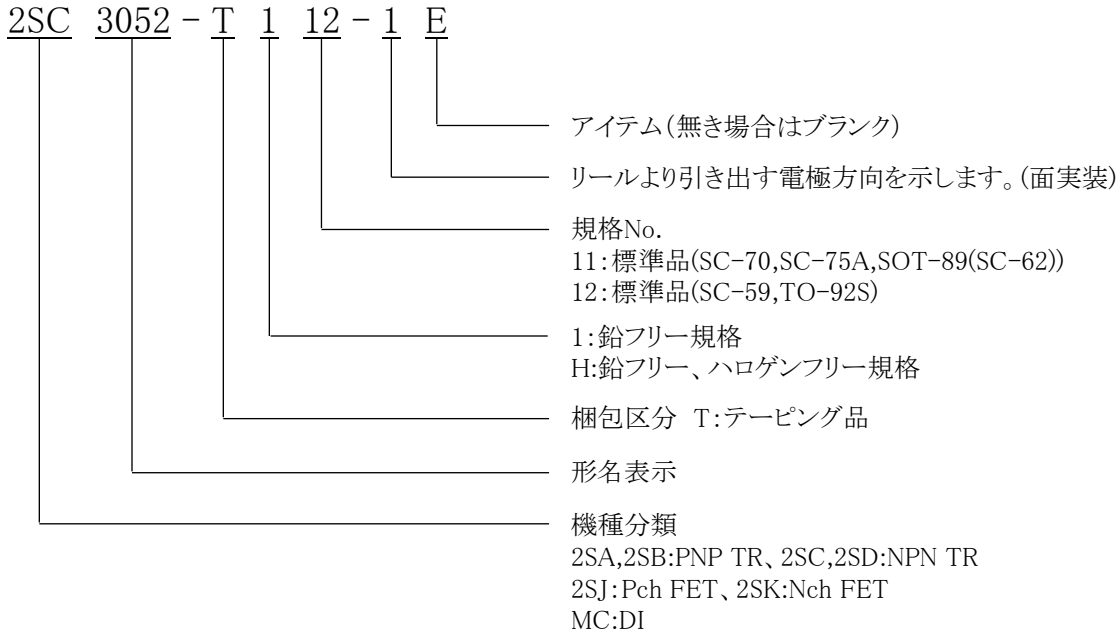 2SC 3052 - T 1 12 - 1 E
アイテム(無き場合はブランク)
リールより引き出す電極方向を示します。(面実装)
規格No.
11:標準品(SC-70,SC-75A,SOT-89(SC-62))
12:標準品(SC-59,TO-92S)
1:鉛フリー規格
H:鉛フリー、ハロゲンフリー規格
梱包区分 T:テーピング品
形名表示
機種分類
2SA,2SB:PNP TR、2SC,2SD:NPN TR
2SJ:Pch FET、2SK:Nch FET
MC:DI